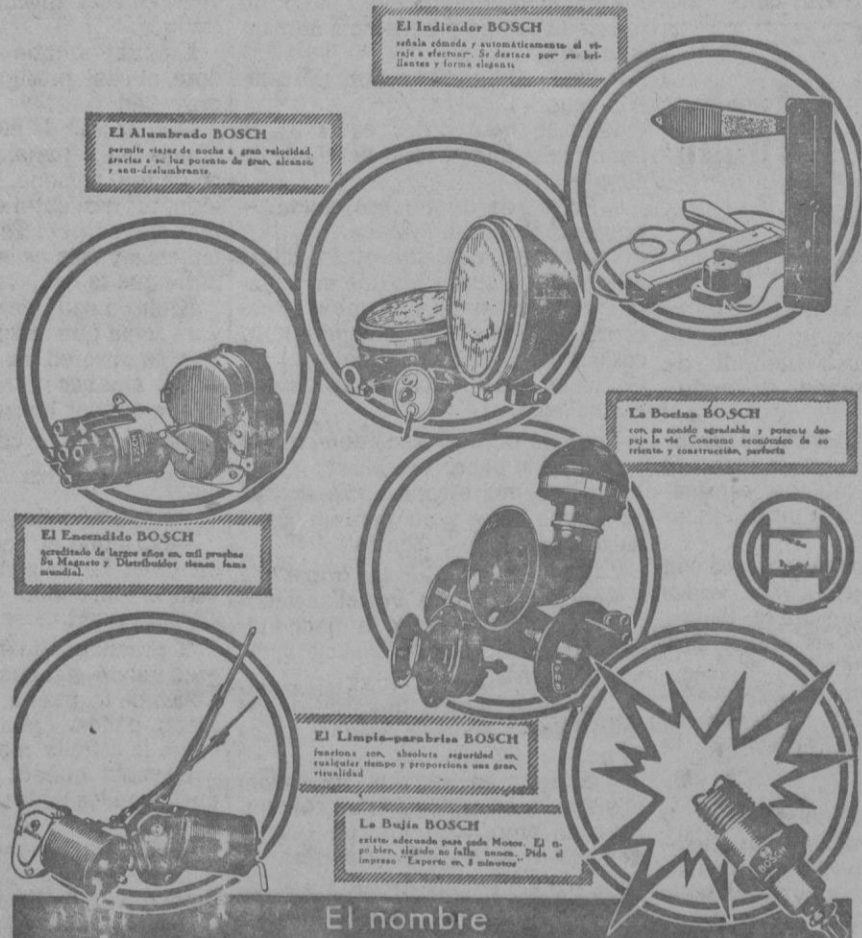 El Indicador BOSCH
señala cómoda y automáticamente el vi-
raje a efectuar. Se destaca por su bri-
llantes y forma elegante
El Alumbrado BOSCH
permite viajar de noche a gran velocidad,
gracias a su luz potente de gran alcance
y anti-deslumbrante.
La Bocina BOSCH
con su sonido agradable y potente des-
peja la vía Consumo económico de co
rriente y construcción perfecta
El Encendido BOSCH
acreditado de largos años en mil pruebas
Su Magneto y Distribuidor tienen fama
mundial.
El Limpia-parabrisa BOSCH
funciona con absoluta seguridad en
cualquier tiempo y proporciona una gran
visualidad
La Bujía BOSCH
existe adecuada para cada Motor. El ti-
po bien elegido no falla nunca. Pida el
impreso "Experto en 5 minutos"
BOSCH
El nombre